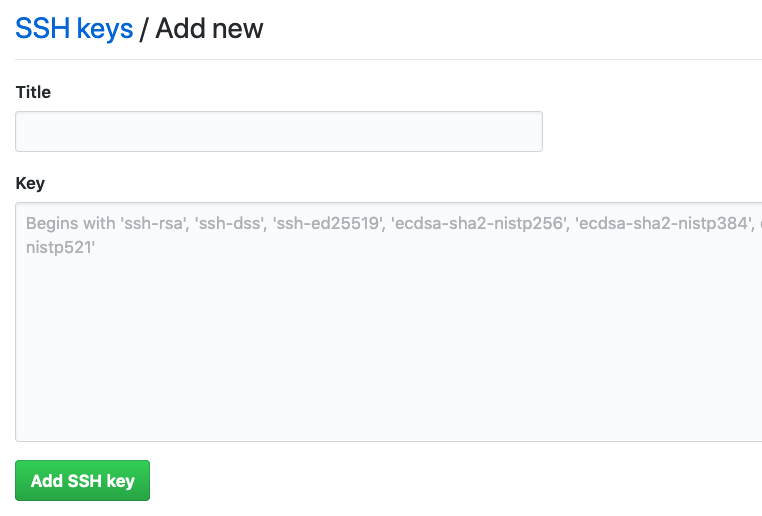 SSH keys / Add new
Title
Key
Begins with 'ssh-rsa', 'ssh-dss', 'ssh-ed25519', 'ecdsa-sha2-nistp256', 'ecdsa-sha2-nistp384',
nistp521'
Add SSH key